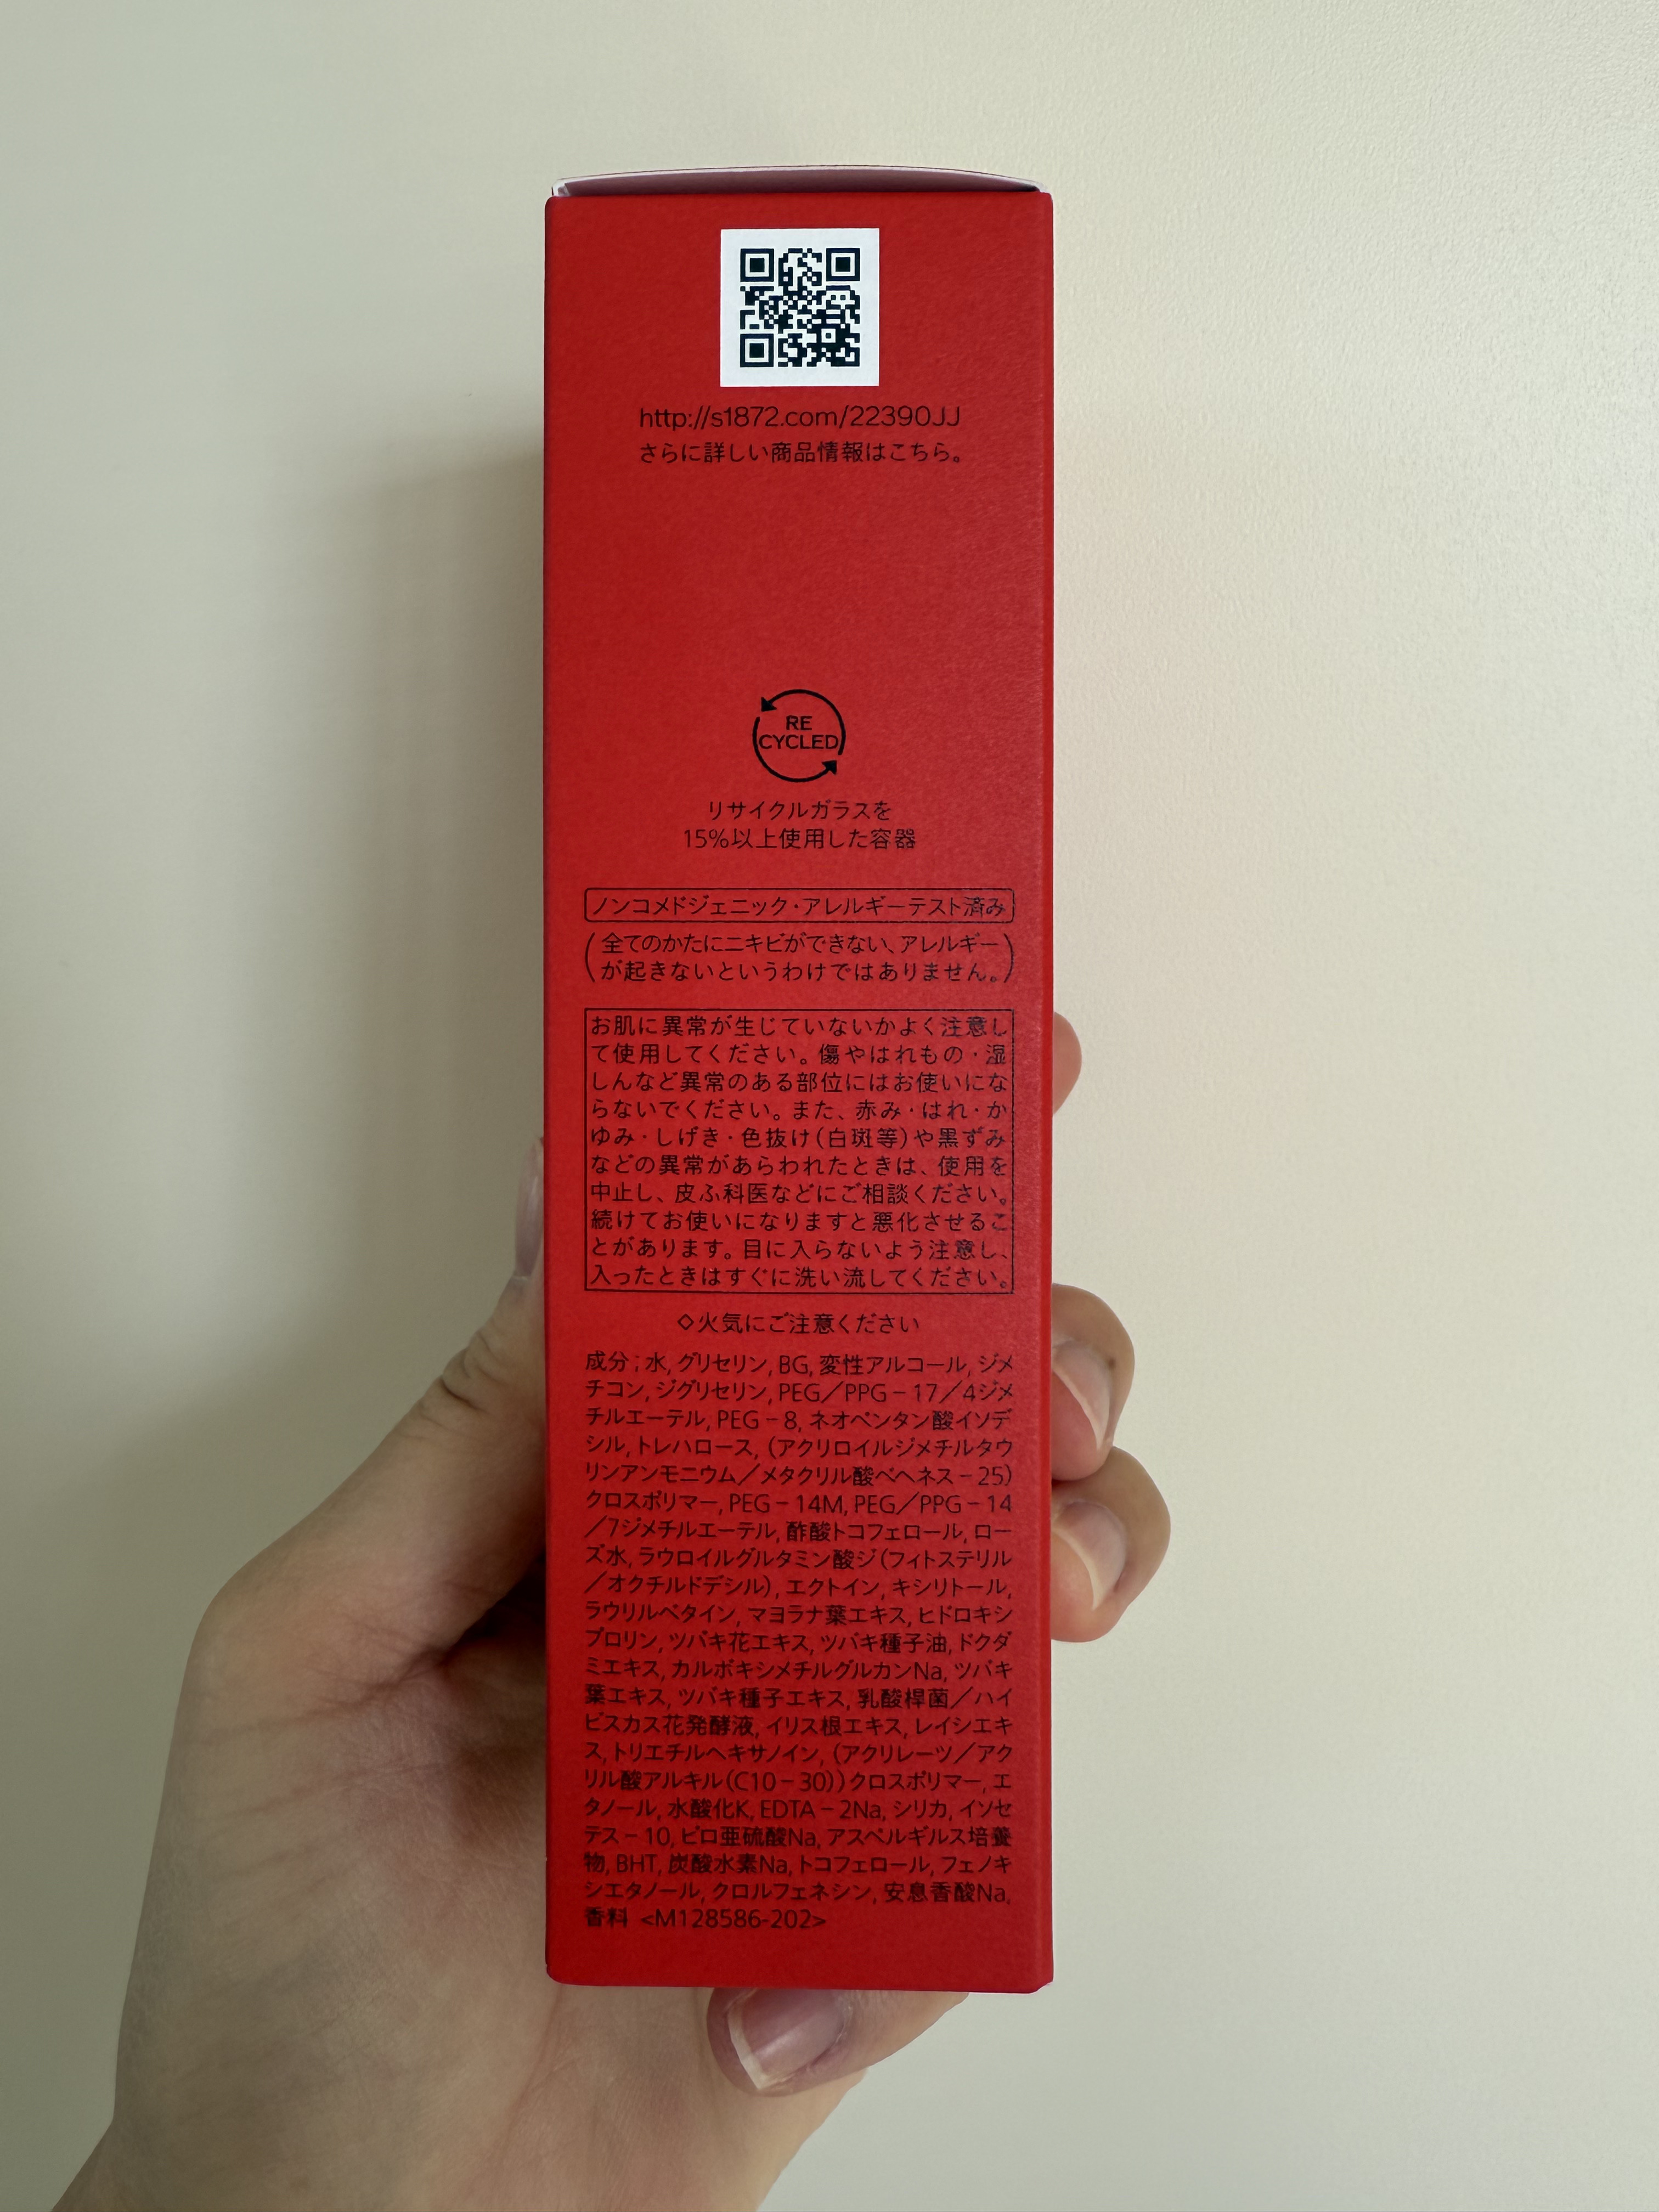 http://s1872.com/22390JJ
さらに詳しい商品情報はこちら。
RE
CYCLED
リサイクルガラスを
15%以上使用した容器
ノンコメドジェニック・アレルギーテスト済み
(全てのかたにニキビができない、アレルギー
が起きないというわけではありません。)
お肌に異常が生じていないかよく注意し
て使用してください。傷やはれもの・湿
しんなど異常のある部位にはお使いにな
らないでください。また、赤み・はれ・か
ゆみ・しげき・色抜け(白斑等)や黒ずみ
などの異常があらわれたときは、使用を
中止し、皮ふ科医などにご相談ください。
続けてお使いになりますと悪化させるこ
とがあります。目に入らないよう注意し、
入ったときはすぐに洗い流してください。
◇火気にご注意ください
成分;水, グリセリン, BG, 変性アルコール, ジメ
チコン, ジグリセリン, PEG/PPG-17/4ジメ
チルエーテル, PEG-8, ネオペンタン酸イソデ
シル, トレハロース, (アクリロイルジメチルタウ
リンアンモニウム/メタクリル酸ベヘネス-25)
クロスポリマー, PEG-14M, PEG/PPG-14
/7ジメチルエーテル, 酢酸トコフェロール, ロー
ズ水, ラウロイルグルタミン酸ジ(フィトステリル
/オクチルドデシル), エクトイン, キシリトール,
ラウリルベタイン, マヨラナ葉エキス, ヒドロキシ
プロリン, ツバキ花エキス, ツバキ種子油, ドクダ
ミエキス, カルボキシメチルグルカンNa, ツバキ
葉エキス, ツバキ種子エキス, 乳酸桿菌/ハイ
ビスカス花発酵液, イリス根エキス, レイシエキ
ス, トリエチルヘキサノイン, (アクリレーツ/アク
リル酸アルキル(C10-30))クロスポリマー, エ
タノール, 水酸化K, EDTA-2Na, シリカ, イソセ
テス-10, ピロ亜硫酸Na, アスペルギルス培養
物, BHT, 炭酸水素Na, トコフェロール, フェノキ
シエタノール, クロルフェネシン, 安息香酸Na,
香料 <M128586-202>